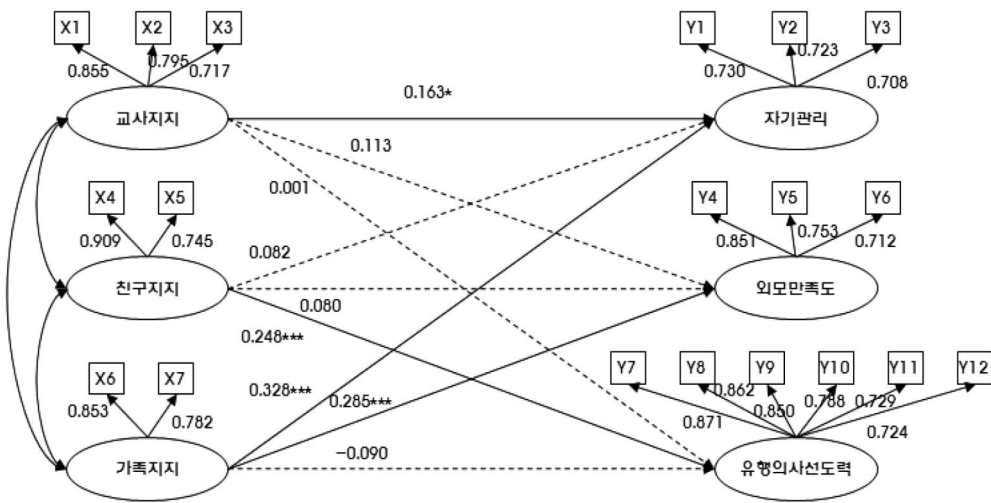 X1 X2 X3 Y1 Y2 Y3
0.855 0.795 0.717 0.730 0.723 0.708
0.163*
교사지지 자기관리
0.113
0.001
X4 X5 Y4 Y5 Y6
0.909 0.745 0.851 0.753 0.712
0.082
친구지지 외모만족도
0.080
0.248***
X6 X7 Y7 Y8 Y9 Y10 Y11 Y12
0.853 0.782 0.328*** 0.285*** 0.871 0.862 0.850 0.788 0.729 0.724
-0.090
가족지지 유행의사선도력